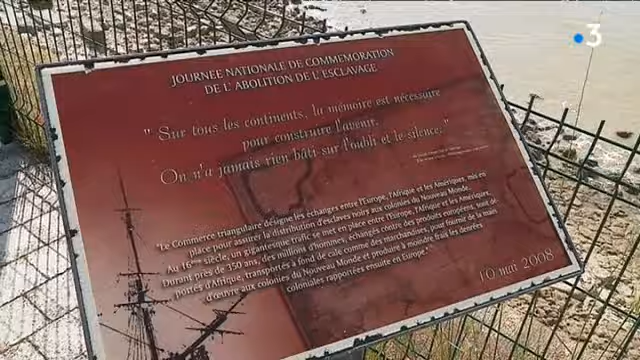 3
JOURNEE NATIONALE DE COMMEMORATION
DE L'ABOLITION DE L'ESCLAVAGE
" Sur tous les continents, la mémoire est nécessaire
pour construire l'avenir.
On n'a jamais rien bâti sur l'oubli et le silence."
"Le Commerce triangulaire désigne les échanges entre l'Europe, l'Afrique et les Amériques, mis en
place pour assurer la distribution d'esclaves noirs aux colonies du Nouveau Monde.
Au 16ème siècle, un gigantesque trafic se met en place entre l'Europe, l'Afrique et les Amériques.
Durant près de 350 ans, des millions d'hommes, échangés contre des produits européens, sont dé-
portés d'Afrique, transportés à fond de cale comme des marchandises, pour fournir de la main
d'œuvre aux colonies du Nouveau Monde et produire à moindre frais les denrées
coloniales rapportées ensuite en Europe."
10 mai 2008